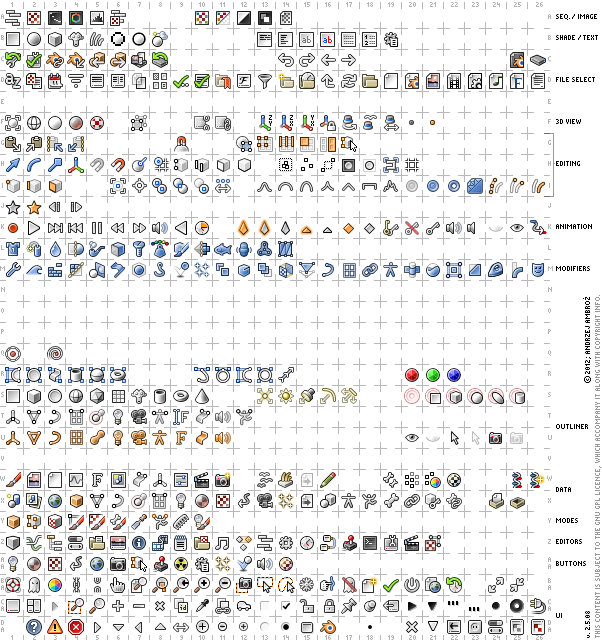 1 2 3 4 5 6 7 8 9 10 11 12 13 14 15 16 17 18 19 20 21 22 23 24 25 26
SEQ. / IMAGE
SHADE / TEXT
FILE SELECT
3D VIEW
EDITING
ANIMATION
MODIFIERS
OUTLINER
DATA
MODES
EDITORS
BUTTONS
UI
© 2012; ANDRZEJ AMBROŻ
THIS CONTENT IS SUBJECT TO THE GNU GPL LICENCE, WHICH ACCOMPANY IT ALONG WITH COPYRIGHT INFO.
v. 2.5.08